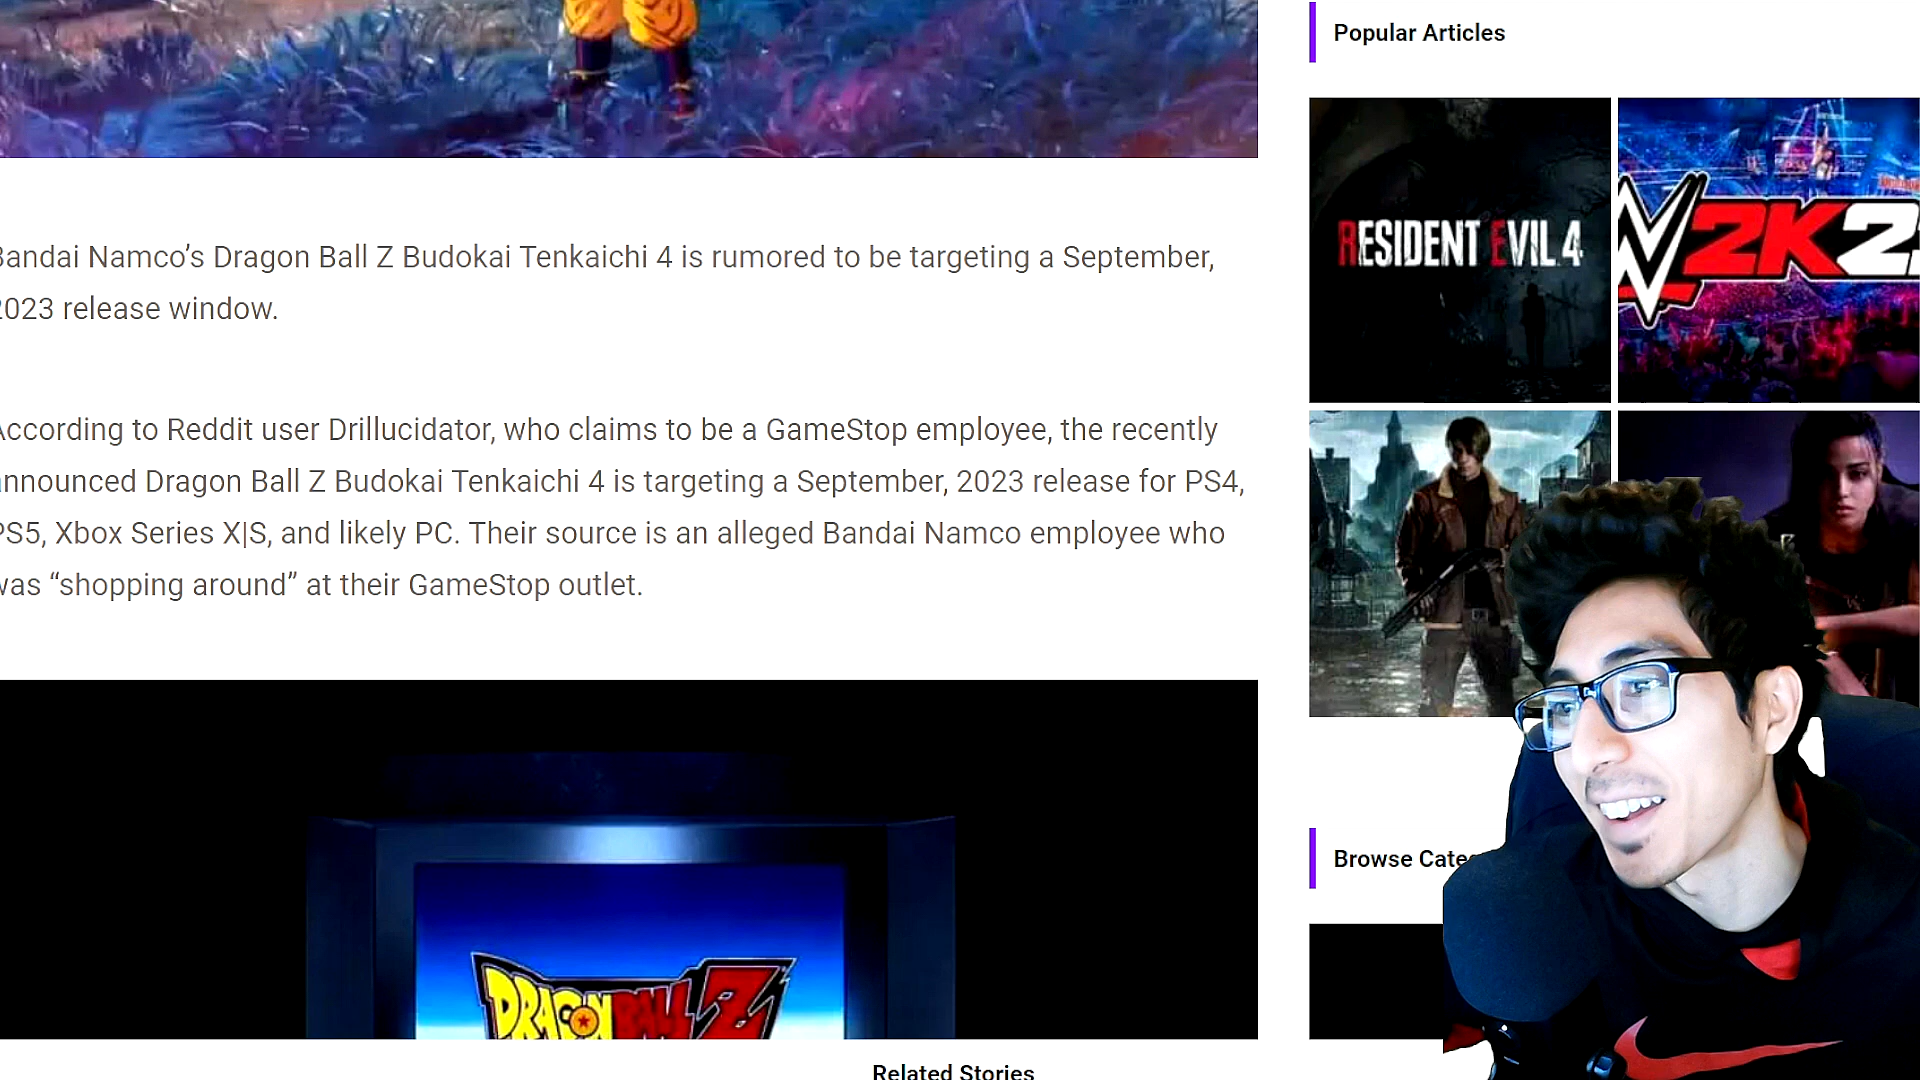 Popular Articles
RESIDENT EVIL 4
W 2K2
Bandai Namco’s Dragon Ball Z Budokai Tenkaichi 4 is rumored to be targeting a September,
2023 release window.
According to Reddit user Drillucidator, who claims to be a GameStop employee, the recently
announced Dragon Ball Z Budokai Tenkaichi 4 is targeting a September, 2023 release for PS4,
PS5, Xbox Series X|S, and likely PC. Their source is an alleged Bandai Namco employee who
was “shopping around” at their GameStop outlet.
DRAGON BALL Z
Browse Cate
Related Stories